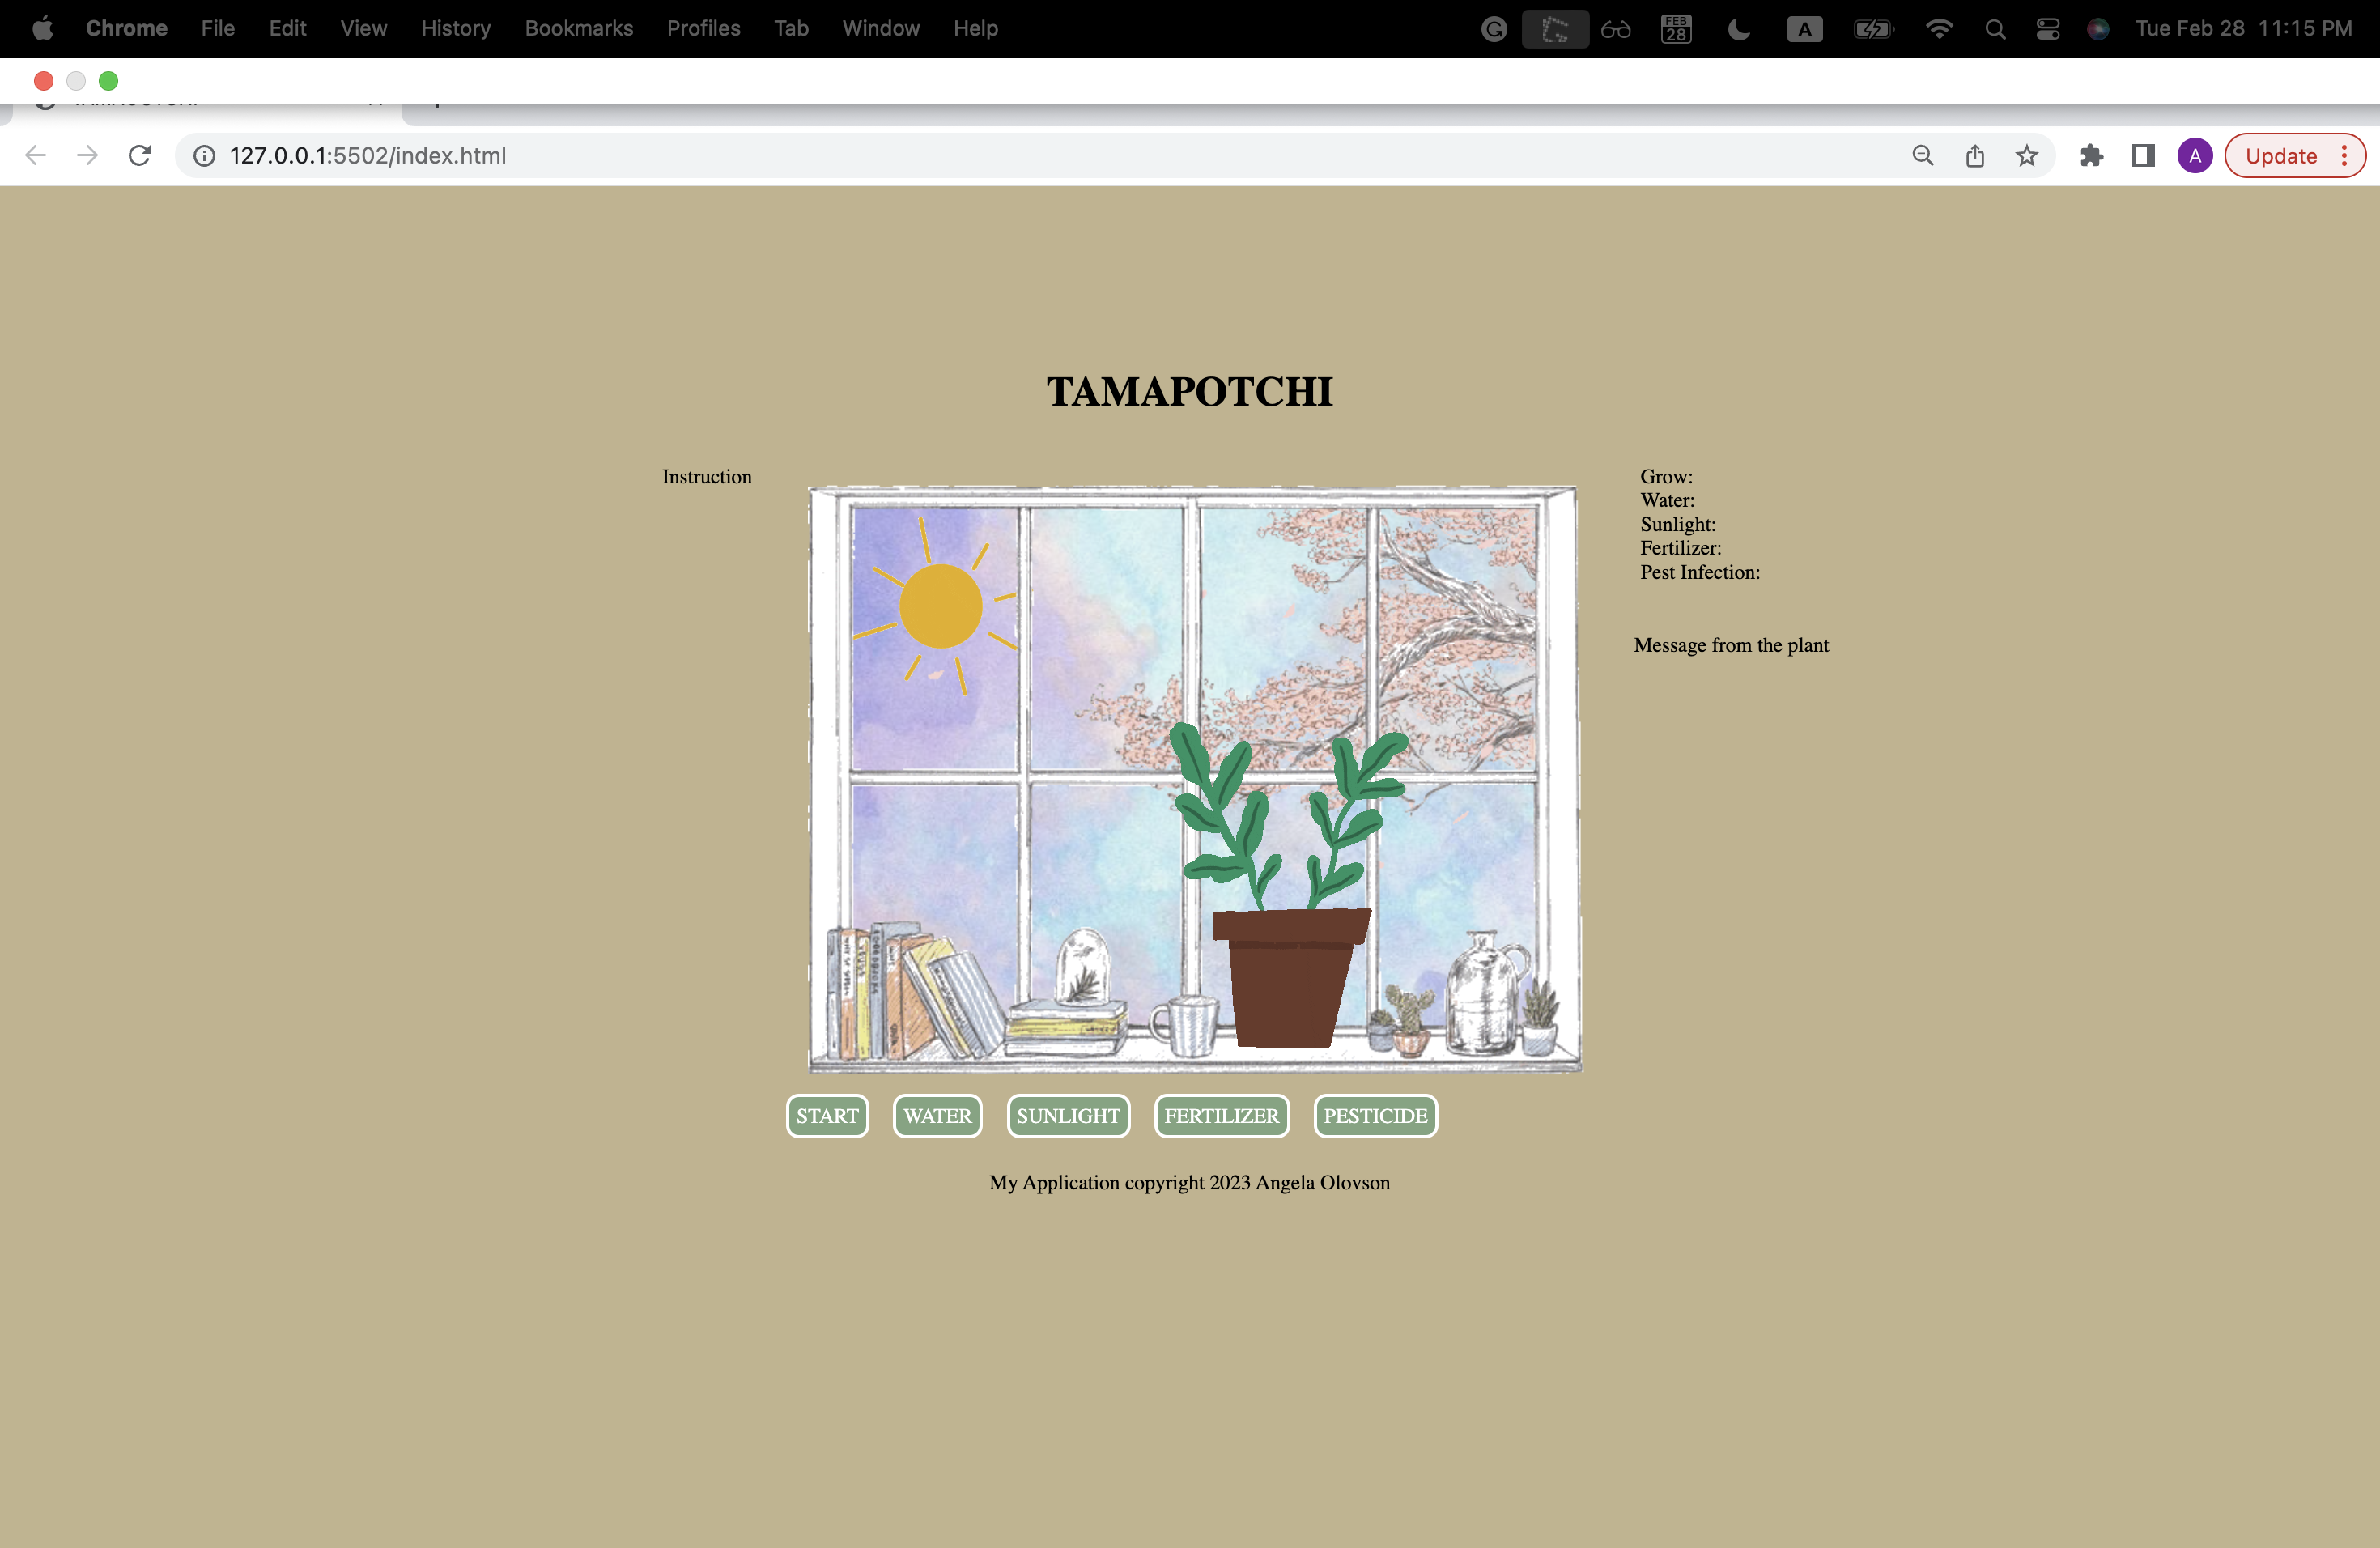 Chrome File Edit View History Bookmarks Profiles Tab Window Help FEB 28 A Tue Feb 28 11:15 PM
127.0.0.1:5502/index.html A Update
TAMAPOTCHI
Instruction
Grow:
Water:
Sunlight:
Fertilizer:
Pest Infection:
Message from the plant
START WATER SUNLIGHT FERTILIZER PESTICIDE
My Application copyright 2023 Angela Olovson